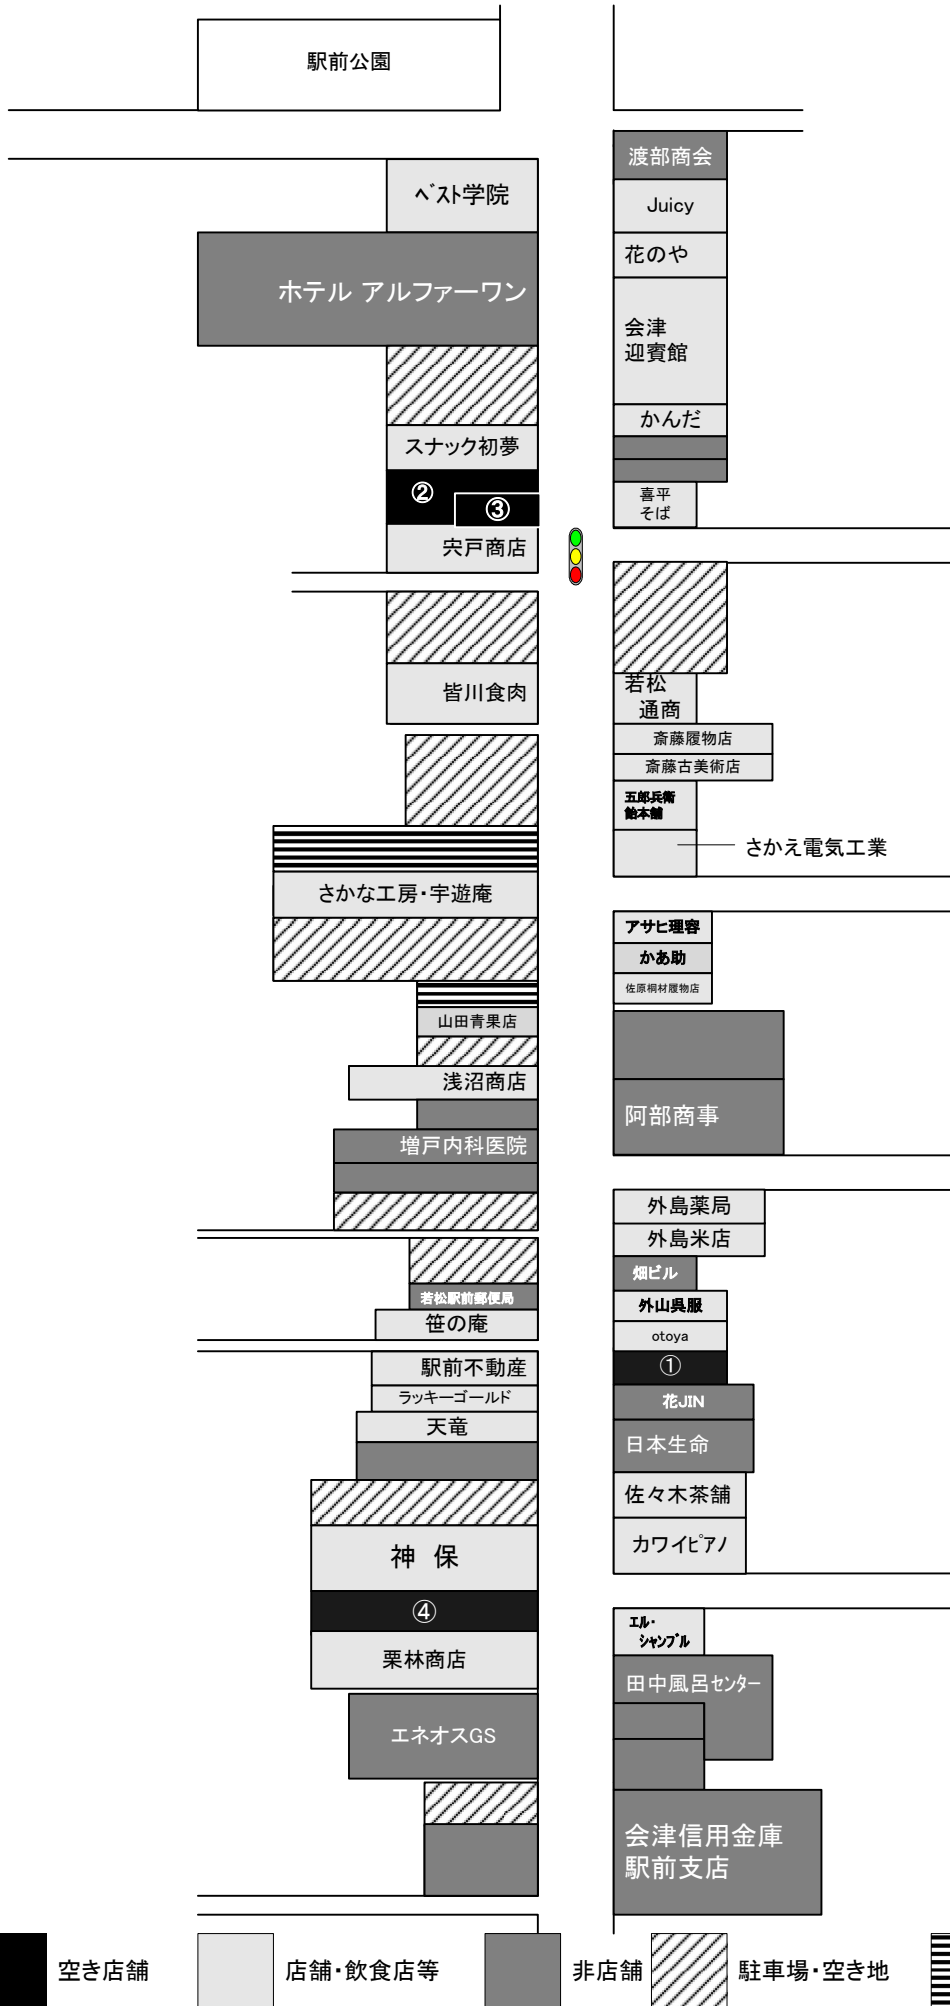 駅前公園
ベスト学院
ホテル アルファーワン
スナック初夢
②
③
宍戸商店
皆川食肉
さかな工房・宇遊庵
山田青果店
浅沼商店
増戸内科医院
若松駅前郵便局
笹の庵
駅前不動産
ラッキーゴールド
天竜
神 保
④
栗林商店
エネオスGS
渡部商会
Juicy
花のや
会津
迎賓館
かんだ
喜平
そば
若松
通商
斎藤履物店
斎藤古美術店
五郎兵衛
飴本舗
さかえ電気工業
アサヒ理容
かあ助
佐原桐材履物店
阿部商事
外島薬局
外島米店
畑ビル
外山呉服
otoya
①
花JIN
日本生命
佐々木茶舗
カワイピアノ
エル・
シャンブル
田中風呂センター
会津信用金庫
駅前支店
空き店舗
店舗・飲食店等
非店舗
駐車場・空き地